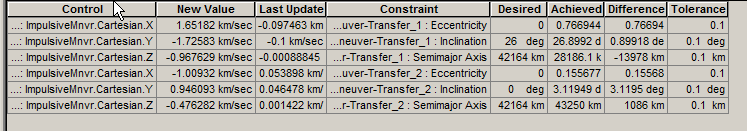 Control New Value Last Update Constraint Desired Achieved Difference Tolerance
...: ImpulsiveMnvr.Cartesian.X 1.65182 km/sec -0.097463 km ...uver-Transfer_1 : Eccentricity 0 0.766944 0.76694 0.1
...: ImpulsiveMnvr.Cartesian.Y -1.72583 km/sec -0.1 km/sec ...neuver-Transfer_1 : Inclination 26 deg 26.8992 d 0.89918 de 0.1 deg
...: ImpulsiveMnvr.Cartesian.Z -0.967629 km/sec -0.00088845 ...r-Transfer_1 : Semimajor Axis 42164 km 28186.1 k -13978 km 0.1 km
...: ImpulsiveMnvr.Cartesian.X -1.00932 km/sec 0.053898 km/ ...uver-Transfer_2 : Eccentricity 0 0.155677 0.15568 0.1
...: ImpulsiveMnvr.Cartesian.Y 0.946093 km/sec 0.046478 km/ ...neuver-Transfer_2 : Inclination 0 deg 3.11949 d 3.1195 de 0.1 deg
...: ImpulsiveMnvr.Cartesian.Z -0.476282 km/sec 0.001422 km/ ...r-Transfer_2 : Semimajor Axis 42164 km 43250 km 1086 km 0.1 km